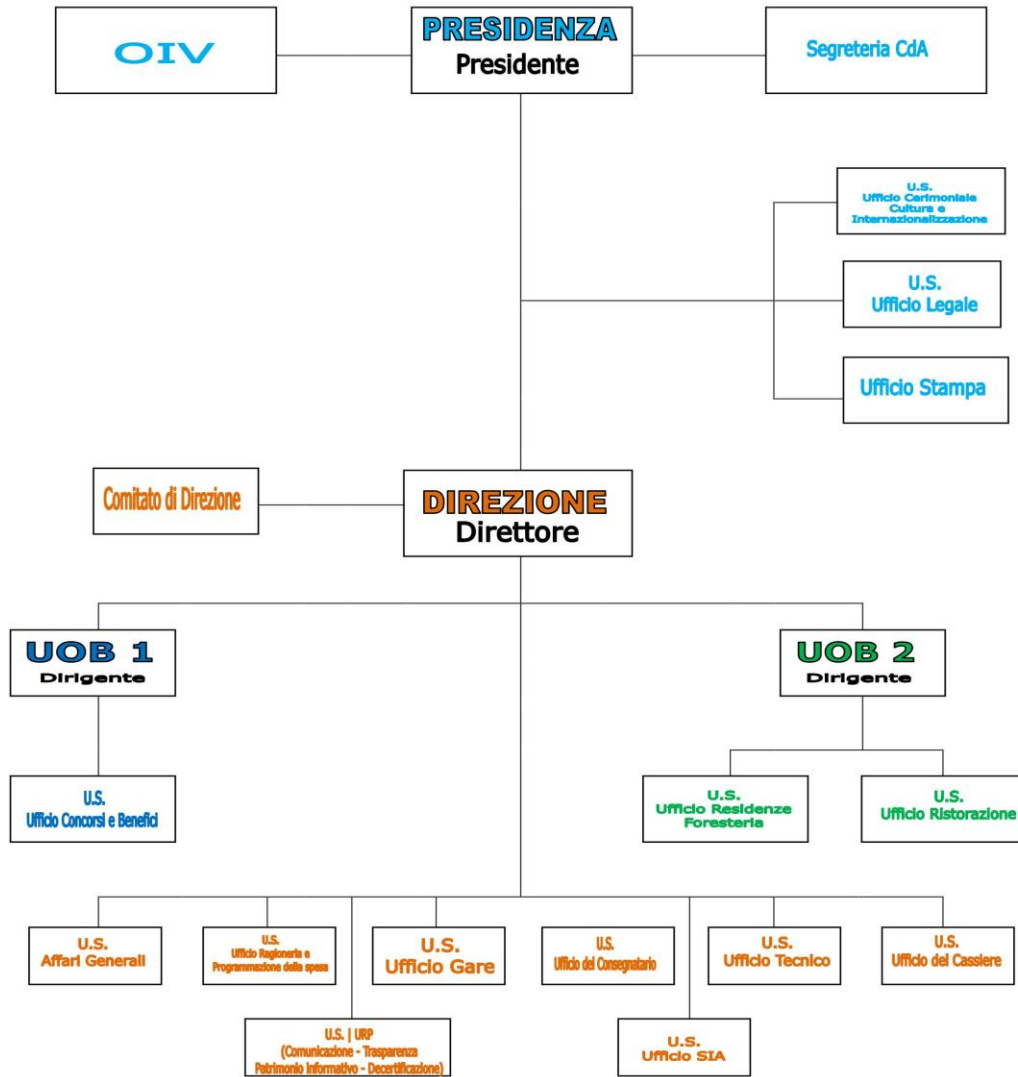 OIV
PRESIDENZA
Presidente
Segreteria CdA
U.S.
Ufficio Cerimoniale
Cultura e
Internazionalizzazione
U.S.
Ufficio Legale
Ufficio Stampa
Comitato di Direzione
DIREZIONE
Direttore
UOB 1
Dirigente
UOB 2
Dirigente
U.S.
Ufficio Concorsi e Benefici
U.S.
Ufficio Residenze
Foresteria
U.S.
Ufficio Ristorazione
U.S.
Affari Generali
U.S.
Ufficio Ragioneria e
Programmazione della spesa
U.S.
Ufficio Gare
U.S.
Ufficio del Consegnatario
U.S.
Ufficio Tecnico
U.S.
Ufficio del Cassiere
U.S. | URP
(Comunicazione - Trasparenza
Patrimonio informativo - Decertificazione)
U.S.
Ufficio SIA